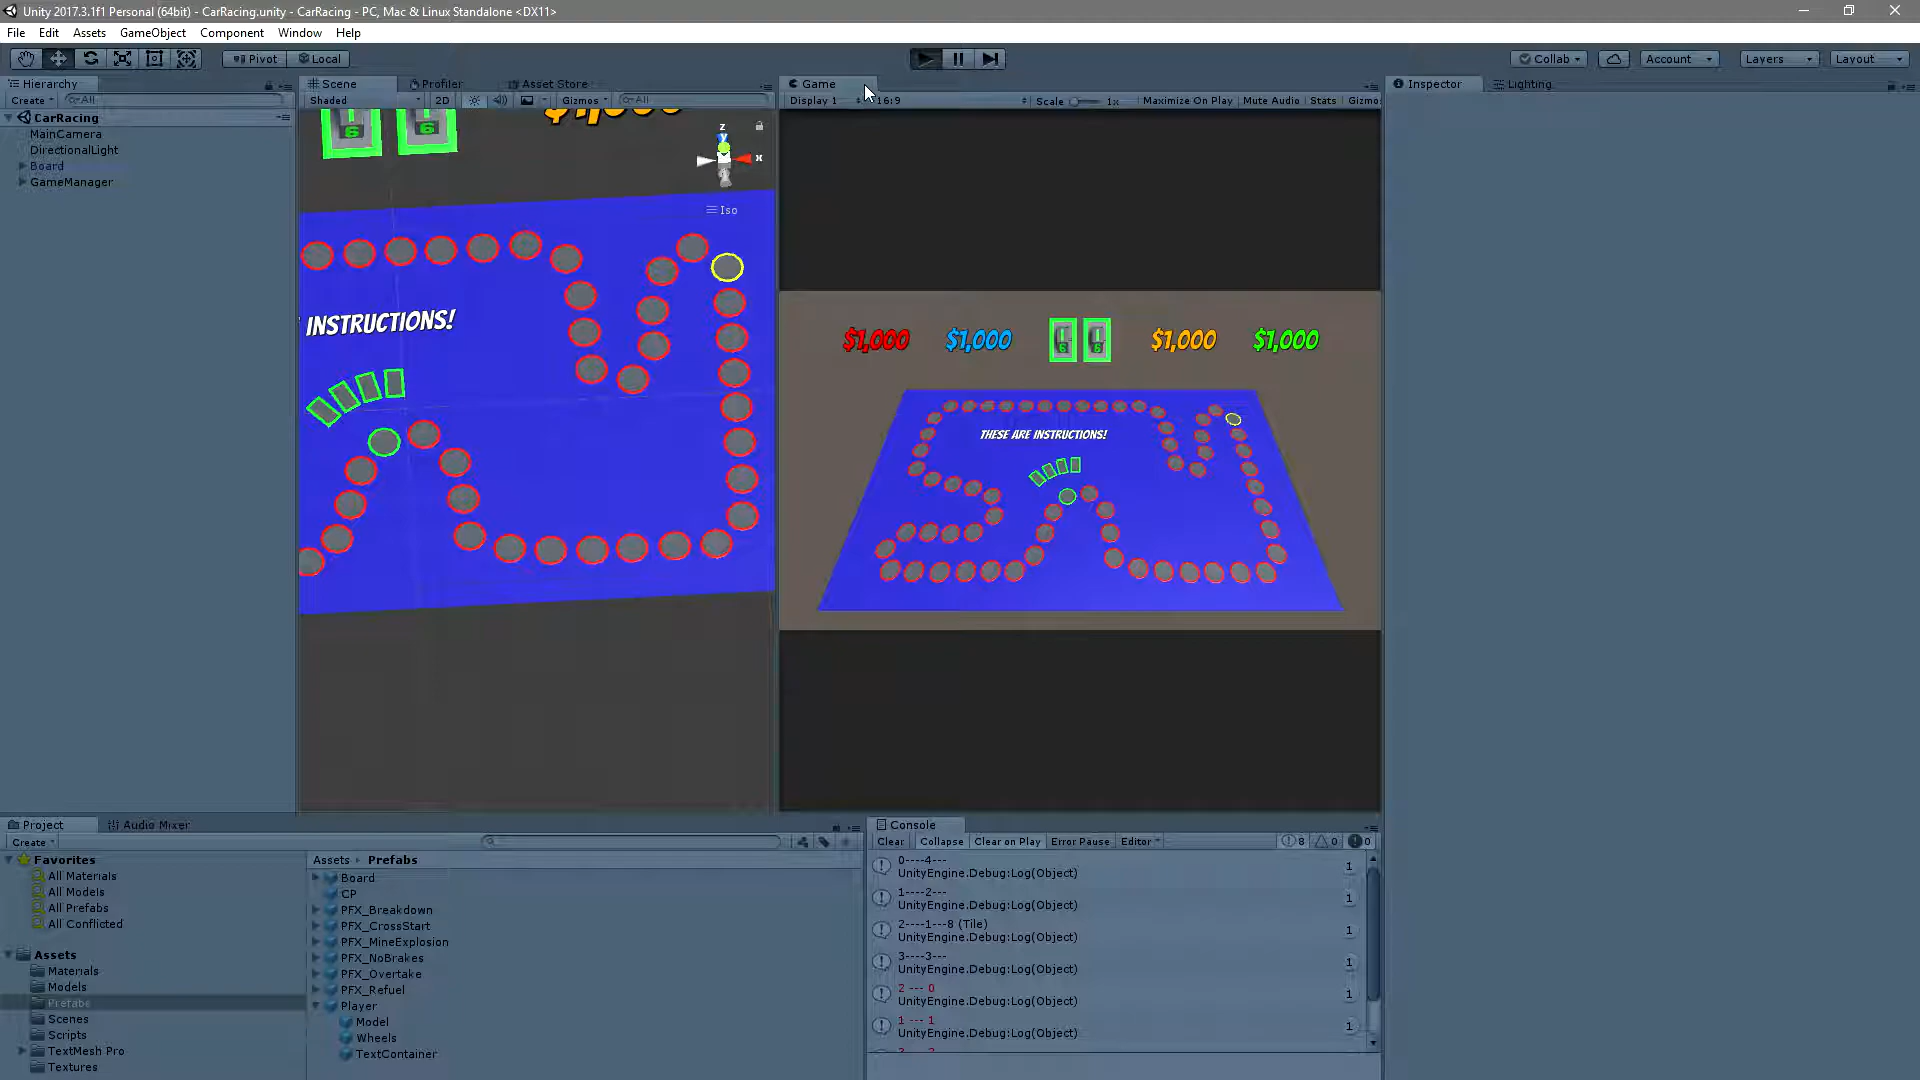 Unity 2017.3.1f1 Personal (64bit) - CarRacing.unity - CarRacing - PC, Mac & Linux Standalone <DX11>
File Edit Assets GameObject Component Window Help
Pivot Local Collab Account Layers Layout
Hierarchy
Create All
CarRacing
MainCamera
DirectionalLight
Board
GameManager
Scene Profiler Asset Store
Shaded 2D Gizmos All
z
y
x
Iso
INSTRUCTIONS!
Game
Display 1 16:9 Scale 1x Maximize On Play Mute Audio Stats Gizmos
$1,000 $1,000 $1,000 $1,000
THESE ARE INSTRUCTIONS!
Inspector Lighting
Project Audio Mixer
Create
Favorites
All Materials
All Models
All Prefabs
All Conflicted
Assets
Materials
Models
Prefabs
Scenes
Scripts
TextMesh Pro
Textures
Assets Prefabs
Board
CP
PFX_Breakdown
PFX_CrossStart
PFX_MineExplosion
PFX_NoBrakes
PFX_Overtake
PFX_Refuel
Player
Model
Wheels
TextContainer
Console
Clear Collapse Clear on Play Error Pause Editor 8 0 0
0----4---
UnityEngine.Debug:Log(Object) 1
1----2---
UnityEngine.Debug:Log(Object) 1
2----1---8 (Tile)
UnityEngine.Debug:Log(Object) 1
3----3---
UnityEngine.Debug:Log(Object) 1
2 --- 0
UnityEngine.Debug:Log(Object) 1
1 --- 1
UnityEngine.Debug:Log(Object) 1